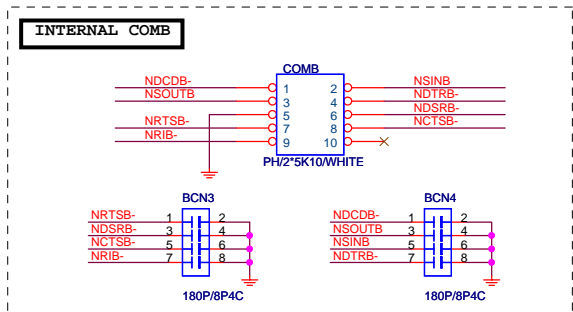 INTERNAL COMB
COMB
NDCDB- 1 2 NSINB
NSOUTB 3 4 NDTRB-
5 6 NDSRB-
NRTSB- 7 8 NCTSB-
NRIB- 9 10
PH/2*5K10/WHITE
BCN3
NRTSB- 1 2
NDSRB- 3 4
NCTSB- 5 6
NRIB- 7 8
180P/8P4C
BCN4
NDCDB- 1 2
NSOUTB 3 4
NSINB 5 6
NDTRB- 7 8
180P/8P4C